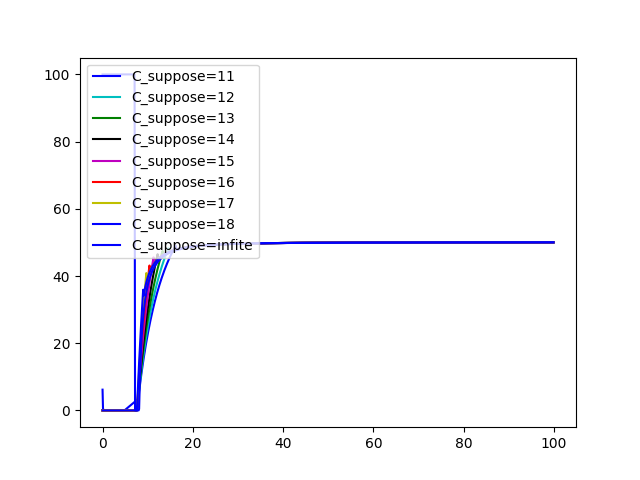 100
80
60
40
20
0
C_suppose=11
C_suppose=12
C_suppose=13
C_suppose=14
C_suppose=15
C_suppose=16
C_suppose=17
C_suppose=18
C_suppose=infite
0 20 40 60 80 100